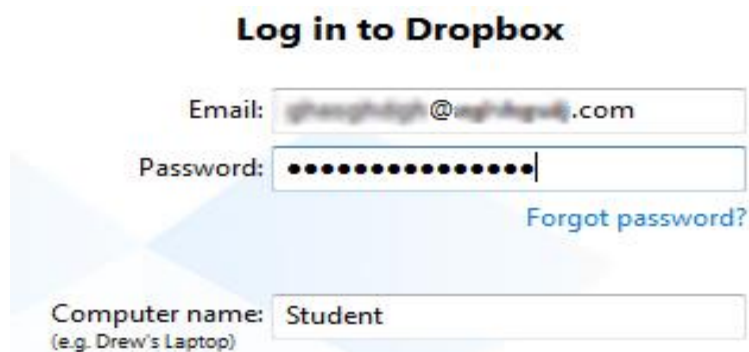 Log in to Dropbox
Email: @ .com
Password: ●●●●●●●●●●●●●●●
Forgot password?
Computer name: Student
(e.g. Drew's Laptop)